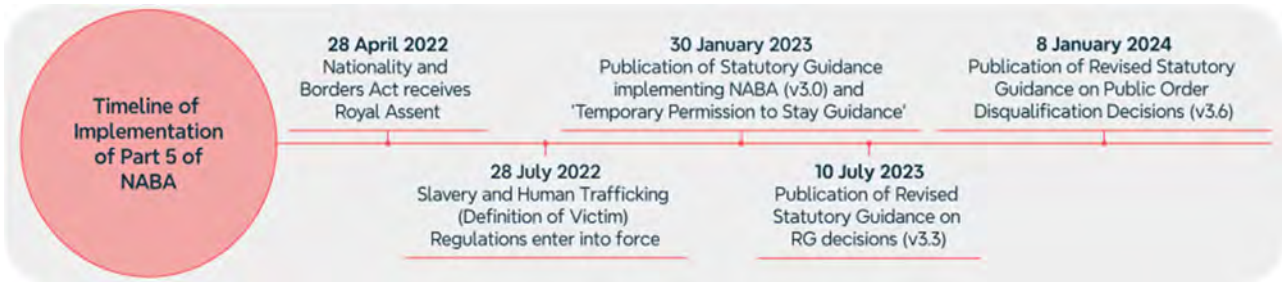 Timeline of
Implementation
of Part 5 of
NABA
28 April 2022
Nationality and
Borders Act receives
Royal Assent
28 July 2022
Slavery and Human Trafficking
(Definition of Victim)
Regulations enter into force
30 January 2023
Publication of Statutory Guidance
implementing NABA (v3.0) and
'Temporary Permission to Stay Guidance'
10 July 2023
Publication of Revised
Statutory Guidance on
RG decisions (v3.3)
8 January 2024
Publication of Revised Statutory
Guidance on Public Order
Disqualification Decisions (v3.6)